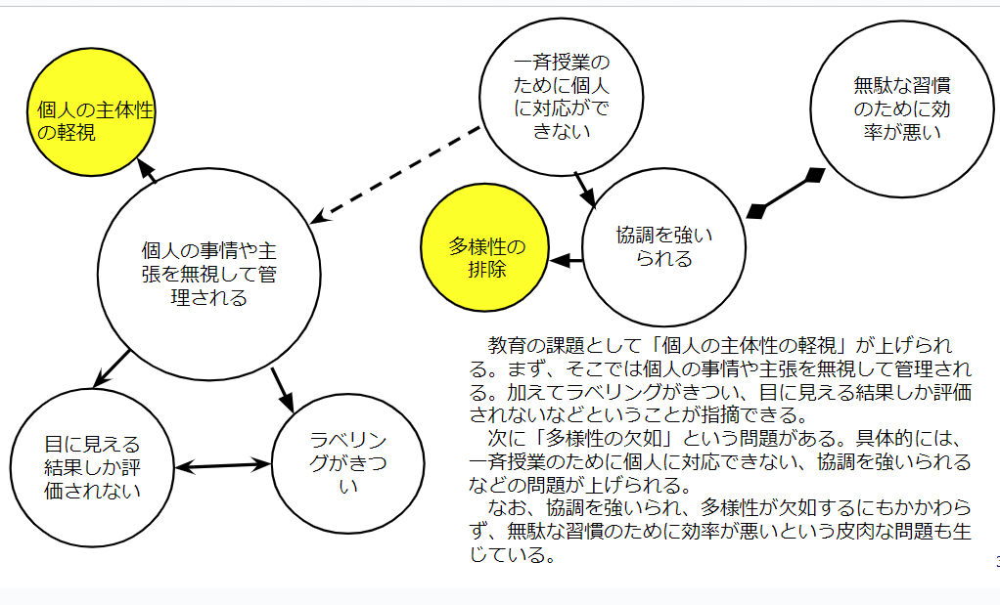 個人の主体性
の軽視
一斉授業の
ために個人
に対応がで
きない
無駄な習慣
のために効
率が悪い
個人の事情や主
張を無視して管
理される
多様性の
排除
協調を強い
られる
目に見える
結果しか評
価されない
ラベリン
グがきつ
い
教育の課題として「個人の主体性の軽視」が上げられ
る。まず、そこでは個人の事情や主張を無視して管理され
る。加えてラベリングがきつい、目に見える結果しか評価
されないなどということが指摘できる。
次に「多様性の欠如」という問題がある。具体的には、
一斉授業のために個人に対応できない、協調を強いられる
などの問題が上げられる。
なお、協調を強いられ、多様性が欠如するにもかかわら
ず、無駄な習慣のために効率が悪いという皮肉な問題も生
じている。